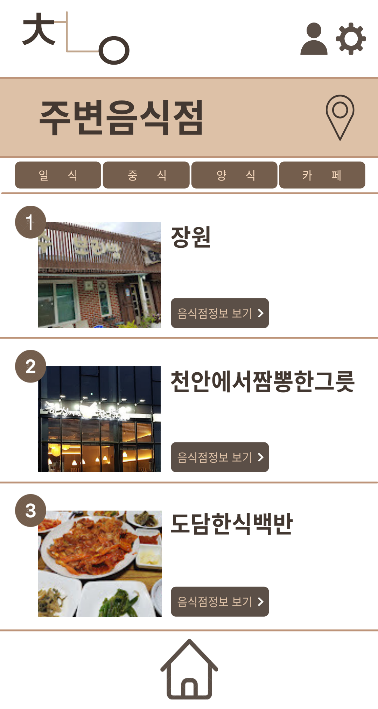 주변음식점
일 식
중 식
양 식
카 페
1
장원
음식점정보 보기
2
천안에서짬뽕한그릇
음식점정보 보기
3
도담한식백반
음식점정보 보기